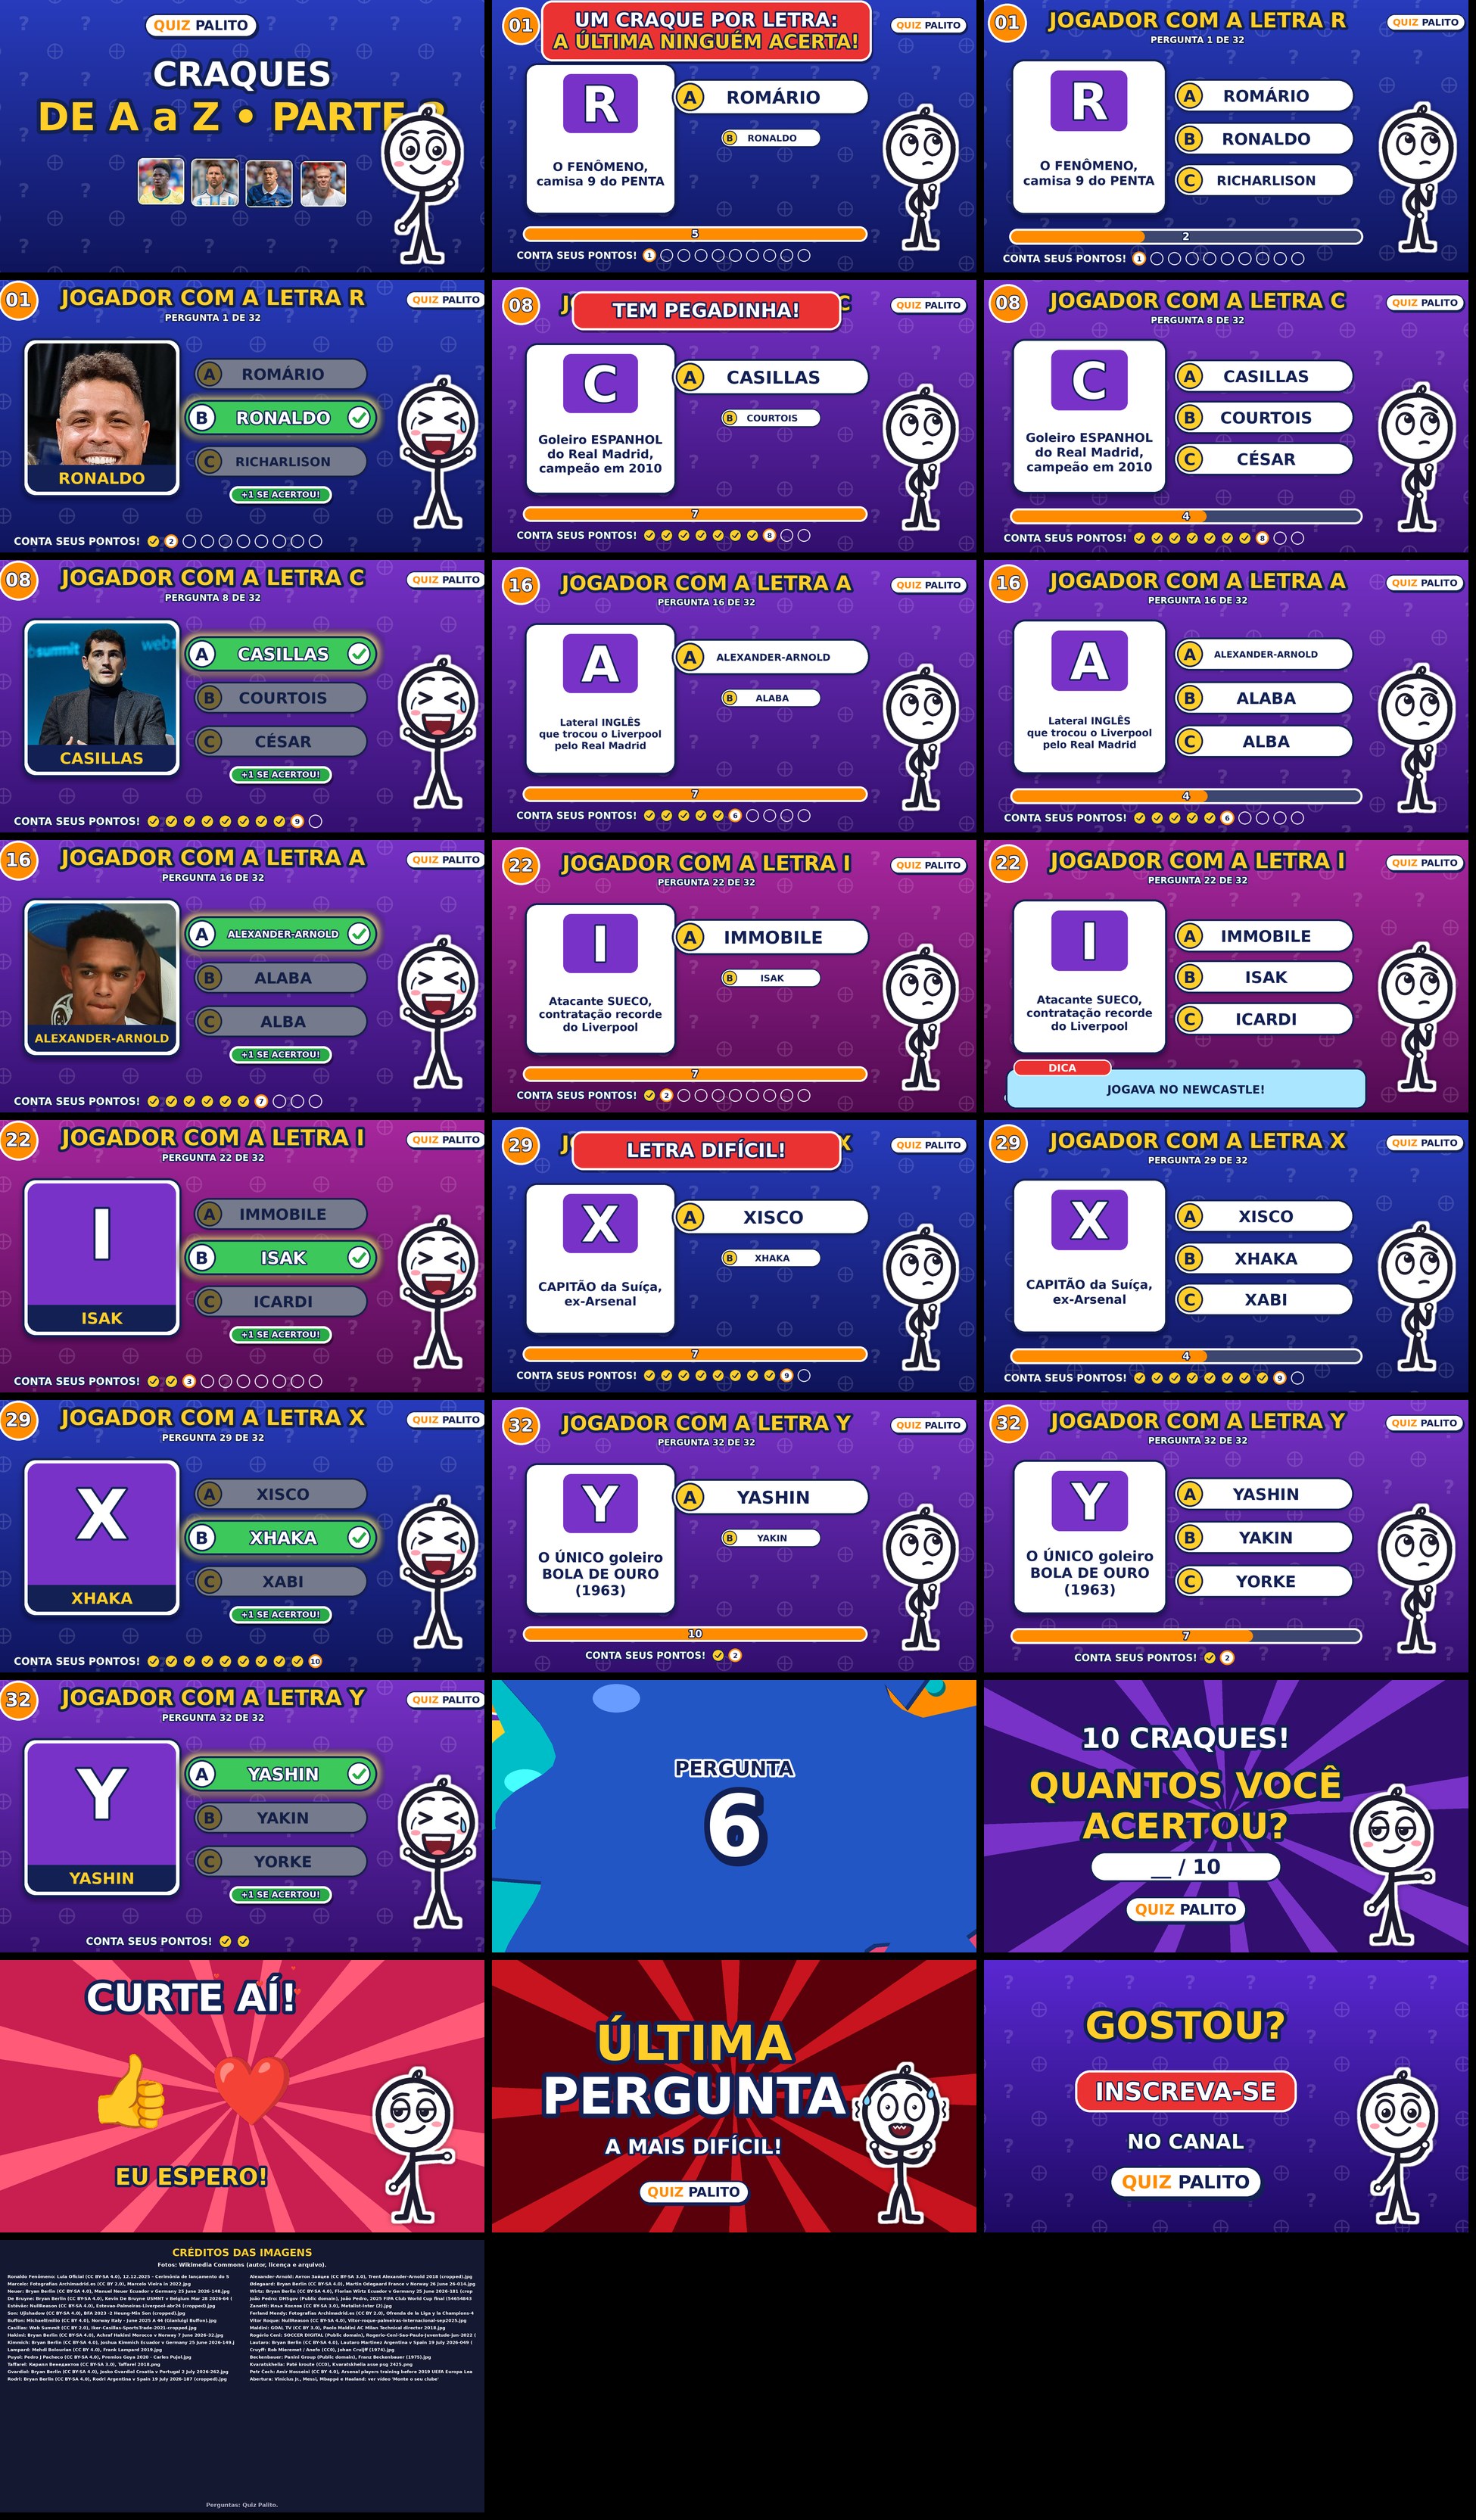 QUIZ PALITO
CRAQUES
DE A a Z • PARTE
01
UM CRAQUE POR LETRA:
A ÚLTIMA NINGUÉM ACERTA!
QUIZ PALITO
R
O FENÔMENO,
camisa 9 do PENTA
A ROMÁRIO
B RONALDO
5
CONTA SEUS PONTOS! 1
01
JOGADOR COM A LETRA R
PERGUNTA 1 DE 32
QUIZ PALITO
R
O FENÔMENO,
camisa 9 do PENTA
A ROMÁRIO
B RONALDO
C RICHARLISON
2
CONTA SEUS PONTOS! 1
01
JOGADOR COM A LETRA R
PERGUNTA 1 DE 32
QUIZ PALITO
RONALDO
A ROMÁRIO
B RONALDO
C RICHARLISON
+1 SE ACERTOU!
CONTA SEUS PONTOS! 2
08
TEM PEGADINHA!
QUIZ PALITO
C
Goleiro ESPANHOL
do Real Madrid,
campeão em 2010
A CASILLAS
B COURTOIS
7
CONTA SEUS PONTOS! 8
08
JOGADOR COM A LETRA C
PERGUNTA 8 DE 32
QUIZ PALITO
C
Goleiro ESPANHOL
do Real Madrid,
campeão em 2010
A CASILLAS
B COURTOIS
C CÉSAR
4
CONTA SEUS PONTOS! 8
08
JOGADOR COM A LETRA C
PERGUNTA 8 DE 32
QUIZ PALITO
CASILLAS
A CASILLAS
B COURTOIS
C CÉSAR
+1 SE ACERTOU!
CONTA SEUS PONTOS! 9
16
JOGADOR COM A LETRA A
PERGUNTA 16 DE 32
QUIZ PALITO
A
Lateral INGLÊS
que trocou o Liverpool
pelo Real Madrid
A ALEXANDER-ARNOLD
B ALABA
7
CONTA SEUS PONTOS! 6
16
JOGADOR COM A LETRA A
PERGUNTA 16 DE 32
QUIZ PALITO
A
Lateral INGLÊS
que trocou o Liverpool
pelo Real Madrid
A ALEXANDER-ARNOLD
B ALABA
C ALBA
4
CONTA SEUS PONTOS! 6
16
JOGADOR COM A LETRA A
PERGUNTA 16 DE 32
QUIZ PALITO
ALEXANDER-ARNOLD
A ALEXANDER-ARNOLD
B ALABA
C ALBA
+1 SE ACERTOU!
CONTA SEUS PONTOS! 7
22
JOGADOR COM A LETRA I
PERGUNTA 22 DE 32
QUIZ PALITO
I
Atacante SUECO,
contratação recorde
do Liverpool
A IMMOBILE
B ISAK
7
CONTA SEUS PONTOS! 2
22
JOGADOR COM A LETRA I
PERGUNTA 22 DE 32
QUIZ PALITO
I
Atacante SUECO,
contratação recorde
do Liverpool
A IMMOBILE
B ISAK
C ICARDI
DICA
JOGAVA NO NEWCASTLE!
22
JOGADOR COM A LETRA I
PERGUNTA 22 DE 32
QUIZ PALITO
I
ISAK
A IMMOBILE
B ISAK
C ICARDI
+1 SE ACERTOU!
CONTA SEUS PONTOS! 3
29
LETRA DIFÍCIL!
QUIZ PALITO
X
CAPITÃO da Suíça,
ex-Arsenal
A XISCO
B XHAKA
7
CONTA SEUS PONTOS! 9
29
JOGADOR COM A LETRA X
PERGUNTA 29 DE 32
QUIZ PALITO
X
CAPITÃO da Suíça,
ex-Arsenal
A XISCO
B XHAKA
C XABI
4
CONTA SEUS PONTOS! 9
29
JOGADOR COM A LETRA X
PERGUNTA 29 DE 32
QUIZ PALITO
X
XHAKA
A XISCO
B XHAKA
C XABI
+1 SE ACERTOU!
CONTA SEUS PONTOS! 10
32
JOGADOR COM A LETRA Y
PERGUNTA 32 DE 32
QUIZ PALITO
Y
O ÚNICO goleiro
BOLA DE OURO
(1963)
A YASHIN
B YAKIN
10
CONTA SEUS PONTOS! 2
32
JOGADOR COM A LETRA Y
PERGUNTA 32 DE 32
QUIZ PALITO
Y
O ÚNICO goleiro
BOLA DE OURO
(1963)
A YASHIN
B YAKIN
C YORKE
7
CONTA SEUS PONTOS! 2
32
JOGADOR COM A LETRA Y
PERGUNTA 32 DE 32
QUIZ PALITO
Y
YASHIN
A YASHIN
B YAKIN
C YORKE
+1 SE ACERTOU!
CONTA SEUS PONTOS!
PERGUNTA
6
10 CRAQUES!
QUANTOS VOCÊ
ACERTOU?
__ / 10
QUIZ PALITO
CURTE AÍ!
EU ESPERO!
ÚLTIMA
PERGUNTA
A MAIS DIFÍCIL!
QUIZ PALITO
GOSTOU?
INSCREVA-SE
NO CANAL
QUIZ PALITO
CRÉDITOS DAS IMAGENS
Fotos: Wikimedia Commons (autor, licença e arquivo).
Perguntas: Quiz Palito.